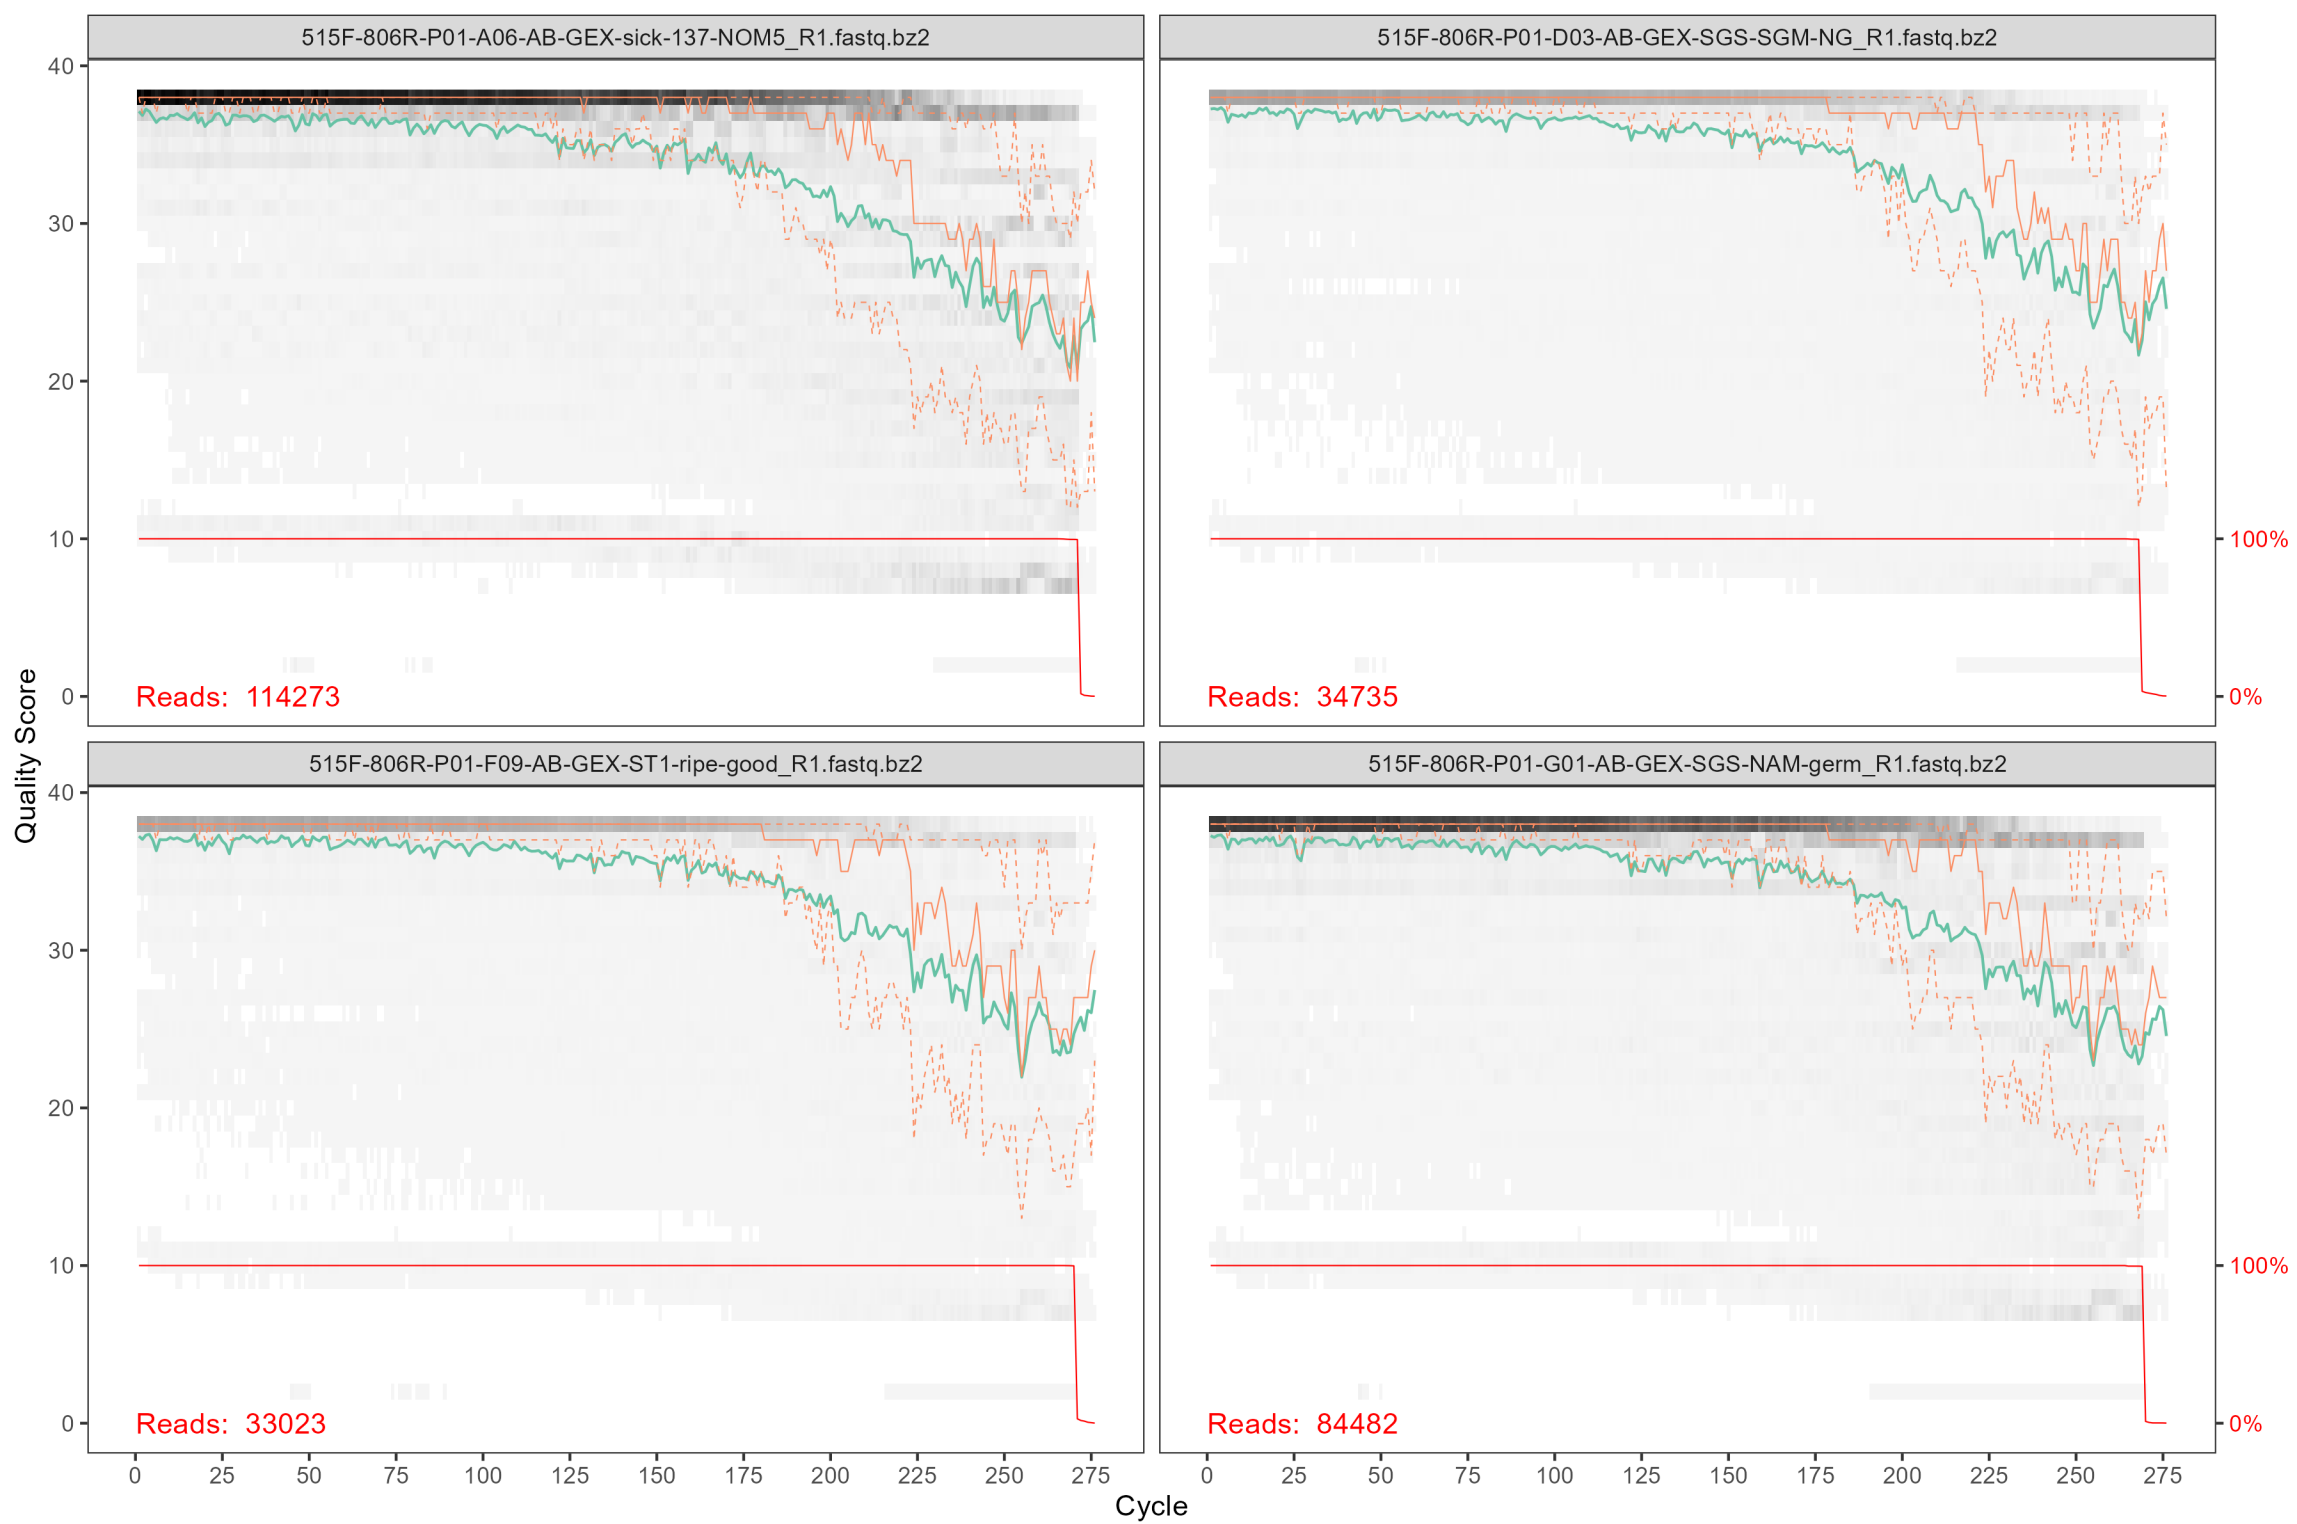 515F-806R-P01-A06-AB-GEX-sick-137-NOM5_R1.fastq.bz2
515F-806R-P01-D03-AB-GEX-SGS-SGM-NG_R1.fastq.bz2
40
30
20
10
0
Reads: 114273
Reads: 34735
100%
0%
515F-806R-P01-F09-AB-GEX-ST1-ripe-good_R1.fastq.bz2
515F-806R-P01-G01-AB-GEX-SGS-NAM-germ_R1.fastq.bz2
Quality Score
40
30
20
10
0
Reads: 33023
Reads: 84482
100%
0%
0 25 50 75 100 125 150 175 200 225 250 275
0 25 50 75 100 125 150 175 200 225 250 275
Cycle